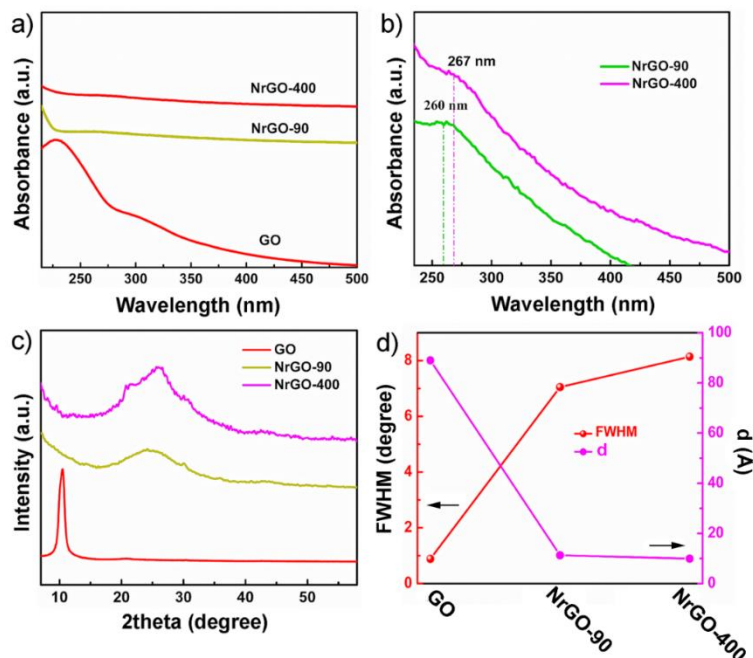 a)
Absorbance (a.u.)
NrGO-400
NrGO-90
GO
250 300 350 400 450 500
Wavelength (nm)
b)
Absorbance (a.u.)
267 nm
260 nm
NrGO-90
NrGO-400
250 300 350 400 450 500
Wavelength (nm)
c)
Intensity (a.u.)
GO
NrGO-90
NrGO-400
10 20 30 40 50
2theta (degree)
d)
FWHM (degree)
8
6
4
2
0
FWHM
d
100
80
60
40
20
0
d (A)
GO
NrGO-90
NrGO-400